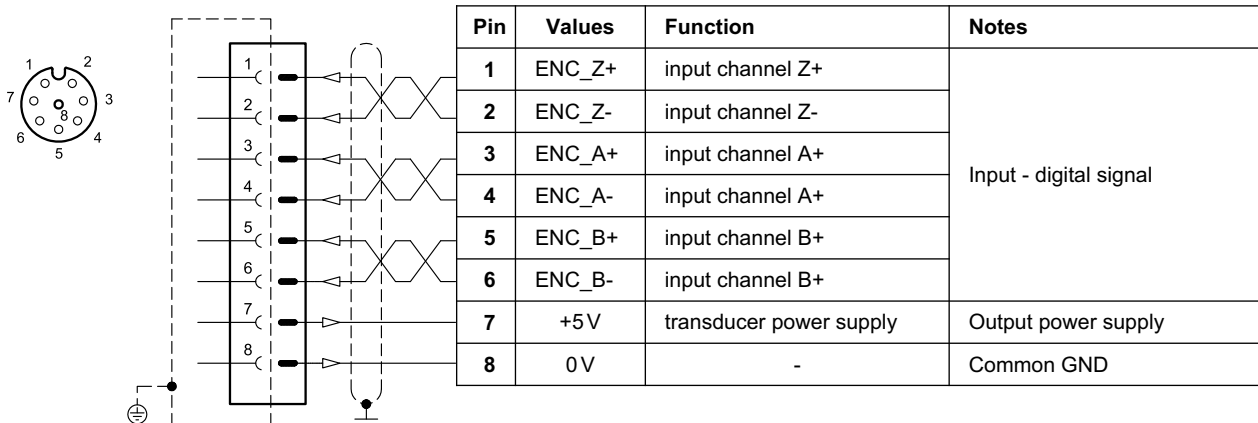 Pin Values Function Notes
1 ENC_Z+ input channel Z+
2 ENC_Z- input channel Z-
3 ENC_A+ input channel A+
4 ENC_A- input channel A+
5 ENC_B+ input channel B+
6 ENC_B- input channel B+
Input - digital signal
7 +5V transducer power supply Output power supply
8 0V - Common GND
1 2
7 3
8
6 4
5
1
2
3
4
5
6
7
8